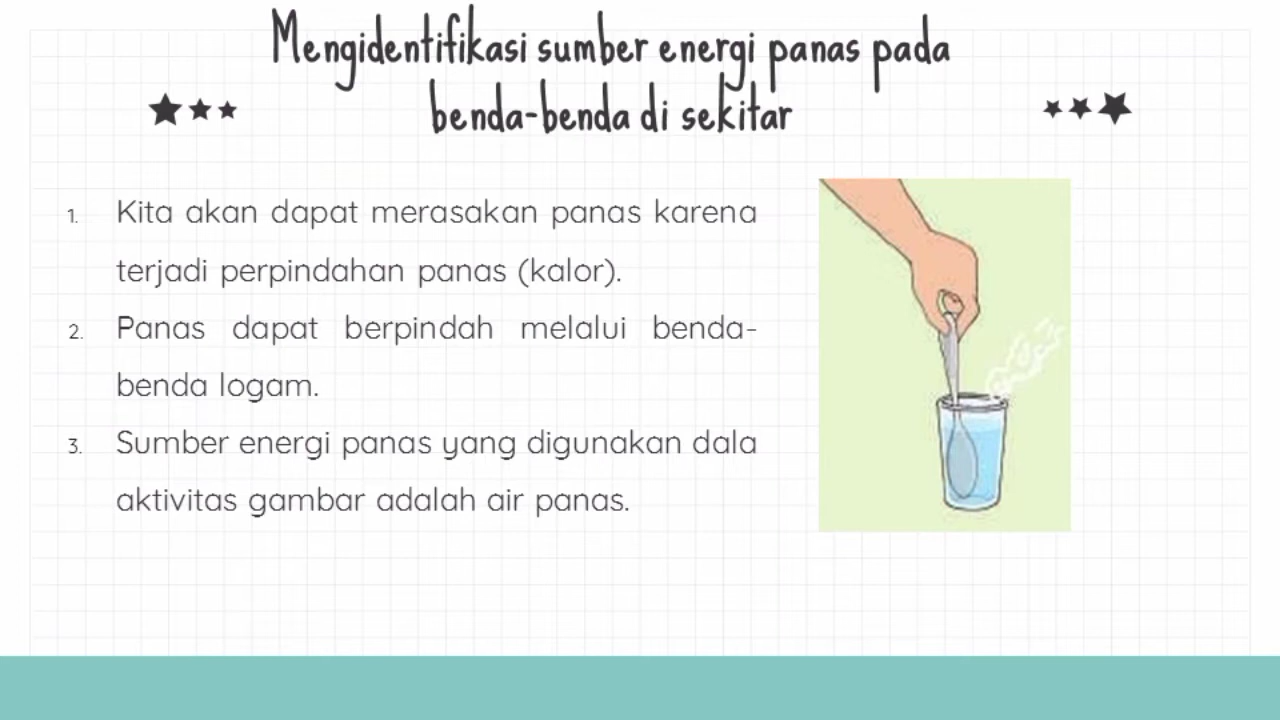 Mengidentifikasi sumber energi panas pada
benda-benda di sekitar
1. Kita akan dapat merasakan panas karena
terjadi perpindahan panas (kalor).
2. Panas dapat berpindah melalui benda-
benda logam.
3. Sumber energi panas yang digunakan dala
aktivitas gambar adalah air panas.